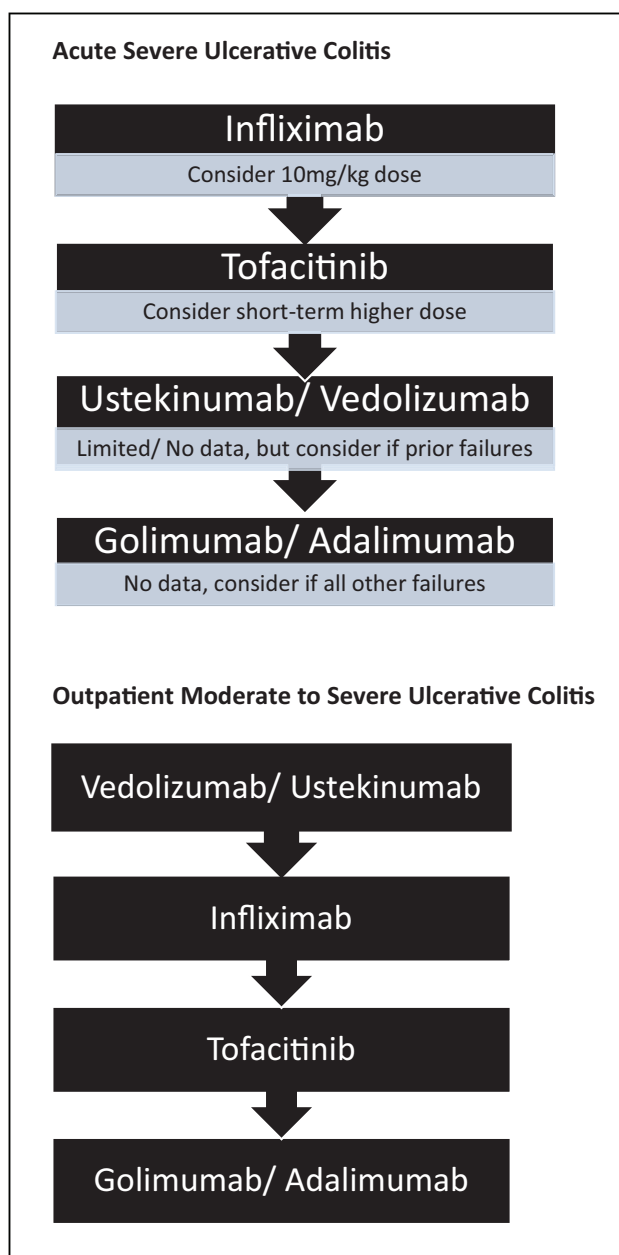 Acute Severe Ulcerative Colitis
Infliximab
Consider 10mg/kg dose
Tofacitinib
Consider short-term higher dose
Ustekinumab/ Vedolizumab
Limited/ No data, but consider if prior failures
Golimumab/ Adalimumab
No data, consider if all other failures
Outpatient Moderate to Severe Ulcerative Colitis
Vedolizumab/ Ustekinumab
Infliximab
Tofacitinib
Golimumab/ Adalimumab